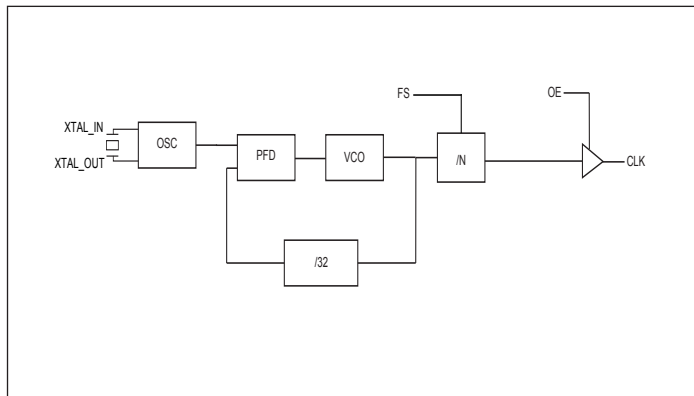 FS
OE
XTAL_IN
OSC
PFD
VCO
/N
CLK
XTAL_OUT
/32